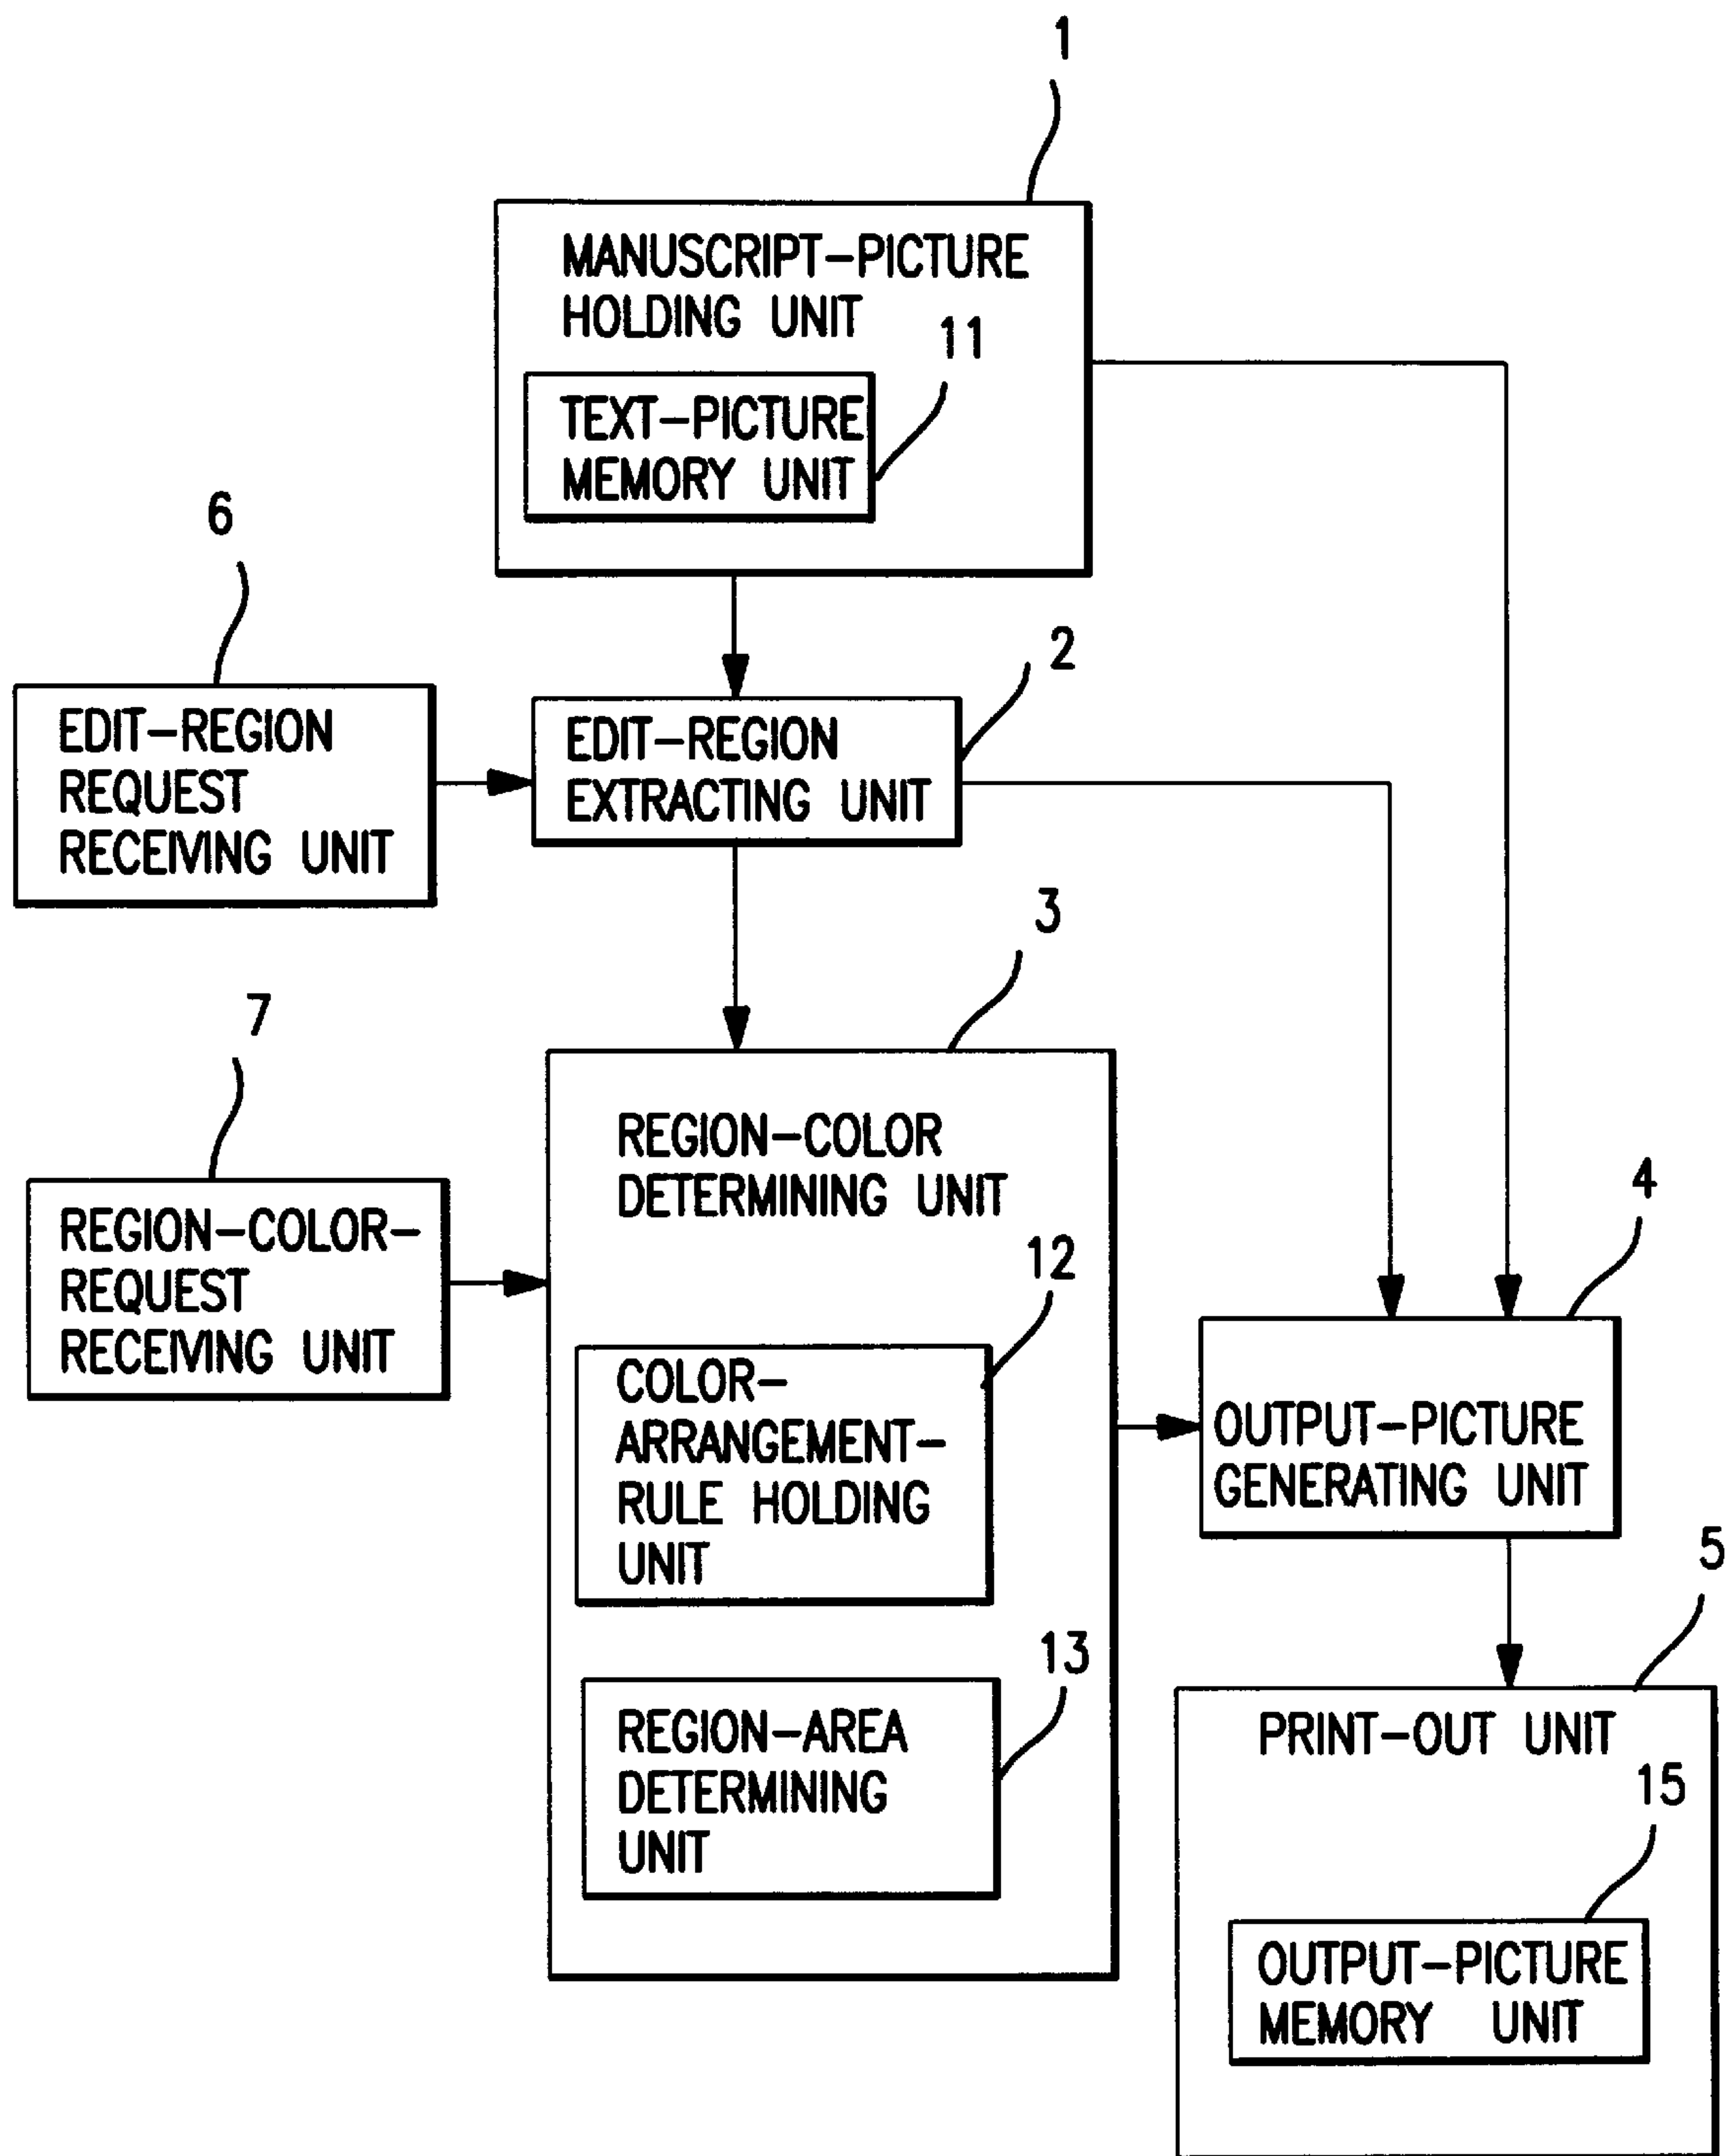 1
MANUSCRIPT-PICTURE
HOLDING UNIT
11
TEXT-PICTURE
MEMORY UNIT
6
EDIT-REGION
REQUEST
RECEIVING UNIT
2
EDIT-REGION
EXTRACTING UNIT
3
7
REGION-COLOR-
REQUEST
RECEIVING UNIT
REGION-COLOR
DETERMINING UNIT
12
COLOR-
ARRANGEMENT-
RULE HOLDING
UNIT
13
REGION-AREA
DETERMINING
UNIT
4
OUTPUT-PICTURE
GENERATING UNIT
5
PRINT-OUT UNIT
15
OUTPUT-PICTURE
MEMORY UNIT